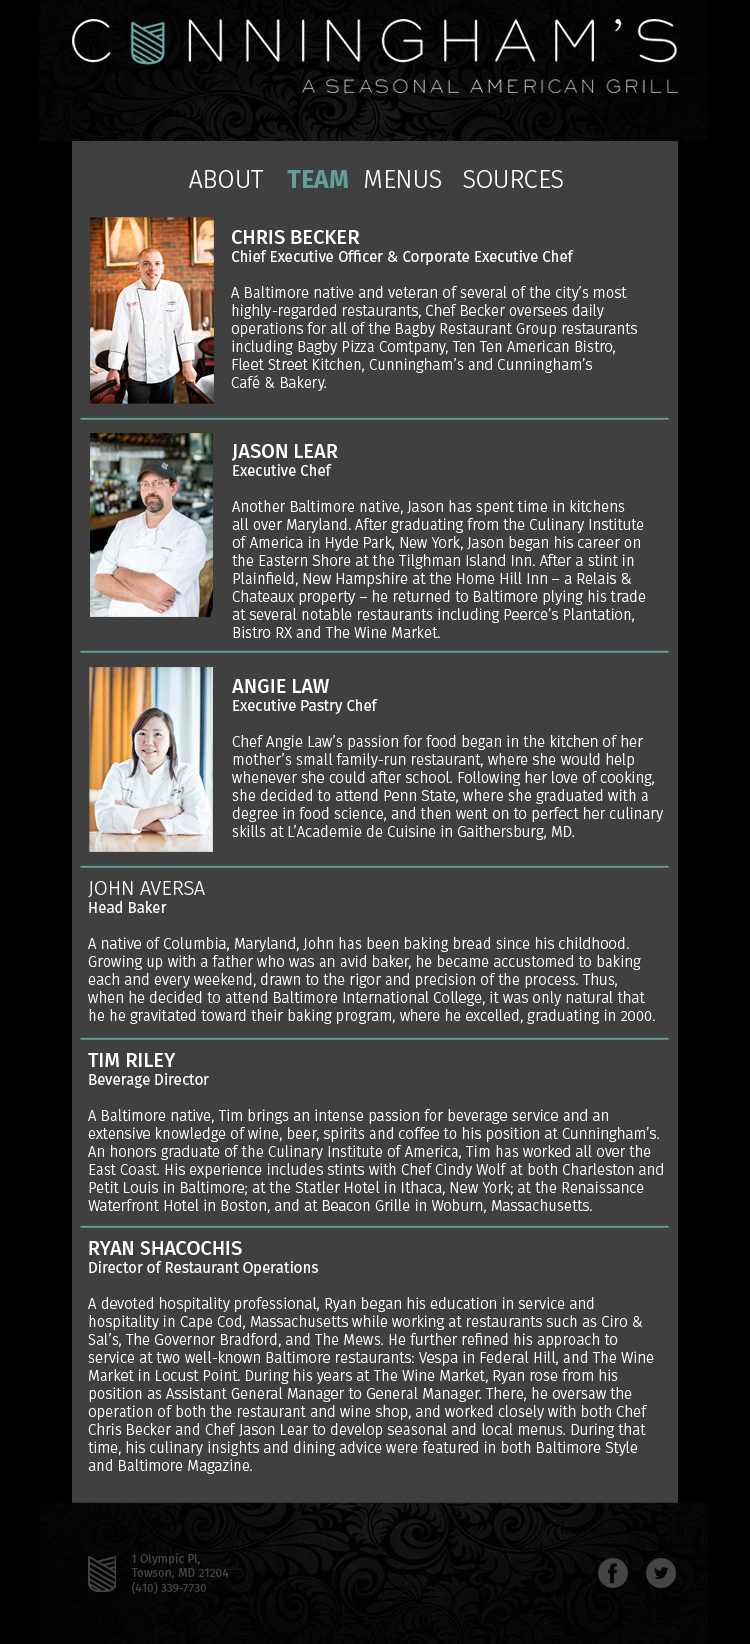 CUNNINGHAM'S
A SEASONAL AMERICAN GRILL
ABOUT TEAM MENUS SOURCES
CHRIS BECKER
Chief Executive Officer & Corporate Executive Chef
A Baltimore native and veteran of several of the city's most
highly-regarded restaurants, Chef Becker oversees daily
operations for all of the Bagby Restaurant Group restaurants
including Bagby Pizza Comtpany, Ten Ten American Bistro,
Fleet Street Kitchen, Cunningham's and Cunningham's
Café & Bakery.
JASON LEAR
Executive Chef
Another Baltimore native, Jason has spent time in kitchens
all over Maryland. After graduating from the Culinary Institute
of America in Hyde Park, New York, Jason began his career on
the Eastern Shore at the Tilghman Island Inn. After a stint in
Plainfield, New Hampshire at the Home Hill Inn – a Relais &
Chateaux property – he returned to Baltimore plying his trade
at several notable restaurants including Peerce's Plantation,
Bistro RX and The Wine Market.
ANGIE LAW
Executive Pastry Chef
Chef Angie Law's passion for food began in the kitchen of her
mother's small family-run restaurant, where she would help
whenever she could after school. Following her love of cooking,
she decided to attend Penn State, where she graduated with a
degree in food science, and then went on to perfect her culinary
skills at L'Academie de Cuisine in Gaithersburg, MD.
JOHN AVERSA
Head Baker
A native of Columbia, Maryland, John has been baking bread since his childhood.
Growing up with a father who was an avid baker, he became accustomed to baking
each and every weekend, drawn to the rigor and precision of the process. Thus,
when he decided to attend Baltimore International College, it was only natural that
he he gravitated toward their baking program, where he excelled, graduating in 2000.
TIM RILEY
Beverage Director
A Baltimore native, Tim brings an intense passion for beverage service and an
extensive knowledge of wine, beer, spirits and coffee to his position at Cunningham's.
An honors graduate of the Culinary Institute of America, Tim has worked all over the
East Coast. His experience includes stints with Chef Cindy Wolf at both Charleston and
Petit Louis in Baltimore; at the Statler Hotel in Ithaca, New York; at the Renaissance
Waterfront Hotel in Boston, and at Beacon Grille in Woburn, Massachusetts.
RYAN SHACOCHIS
Director of Restaurant Operations
A devoted hospitality professional, Ryan began his education in service and
hospitality in Cape Cod, Massachusetts while working at restaurants such as Ciro &
Sal's, The Governor Bradford, and The Mews. He further refined his approach to
service at two well-known Baltimore restaurants: Vespa in Federal Hill, and The Wine
Market in Locust Point. During his years at The Wine Market, Ryan rose from his
position as Assistant General Manager to General Manager. There, he oversaw the
operation of both the restaurant and wine shop, and worked closely with both Chef
Chris Becker and Chef Jason Lear to develop seasonal and local menus. During that
time, his culinary insights and dining advice were featured in both Baltimore Style
and Baltimore Magazine.
1 Olympic Pl,
Towson, MD 21204
(410) 339-7730